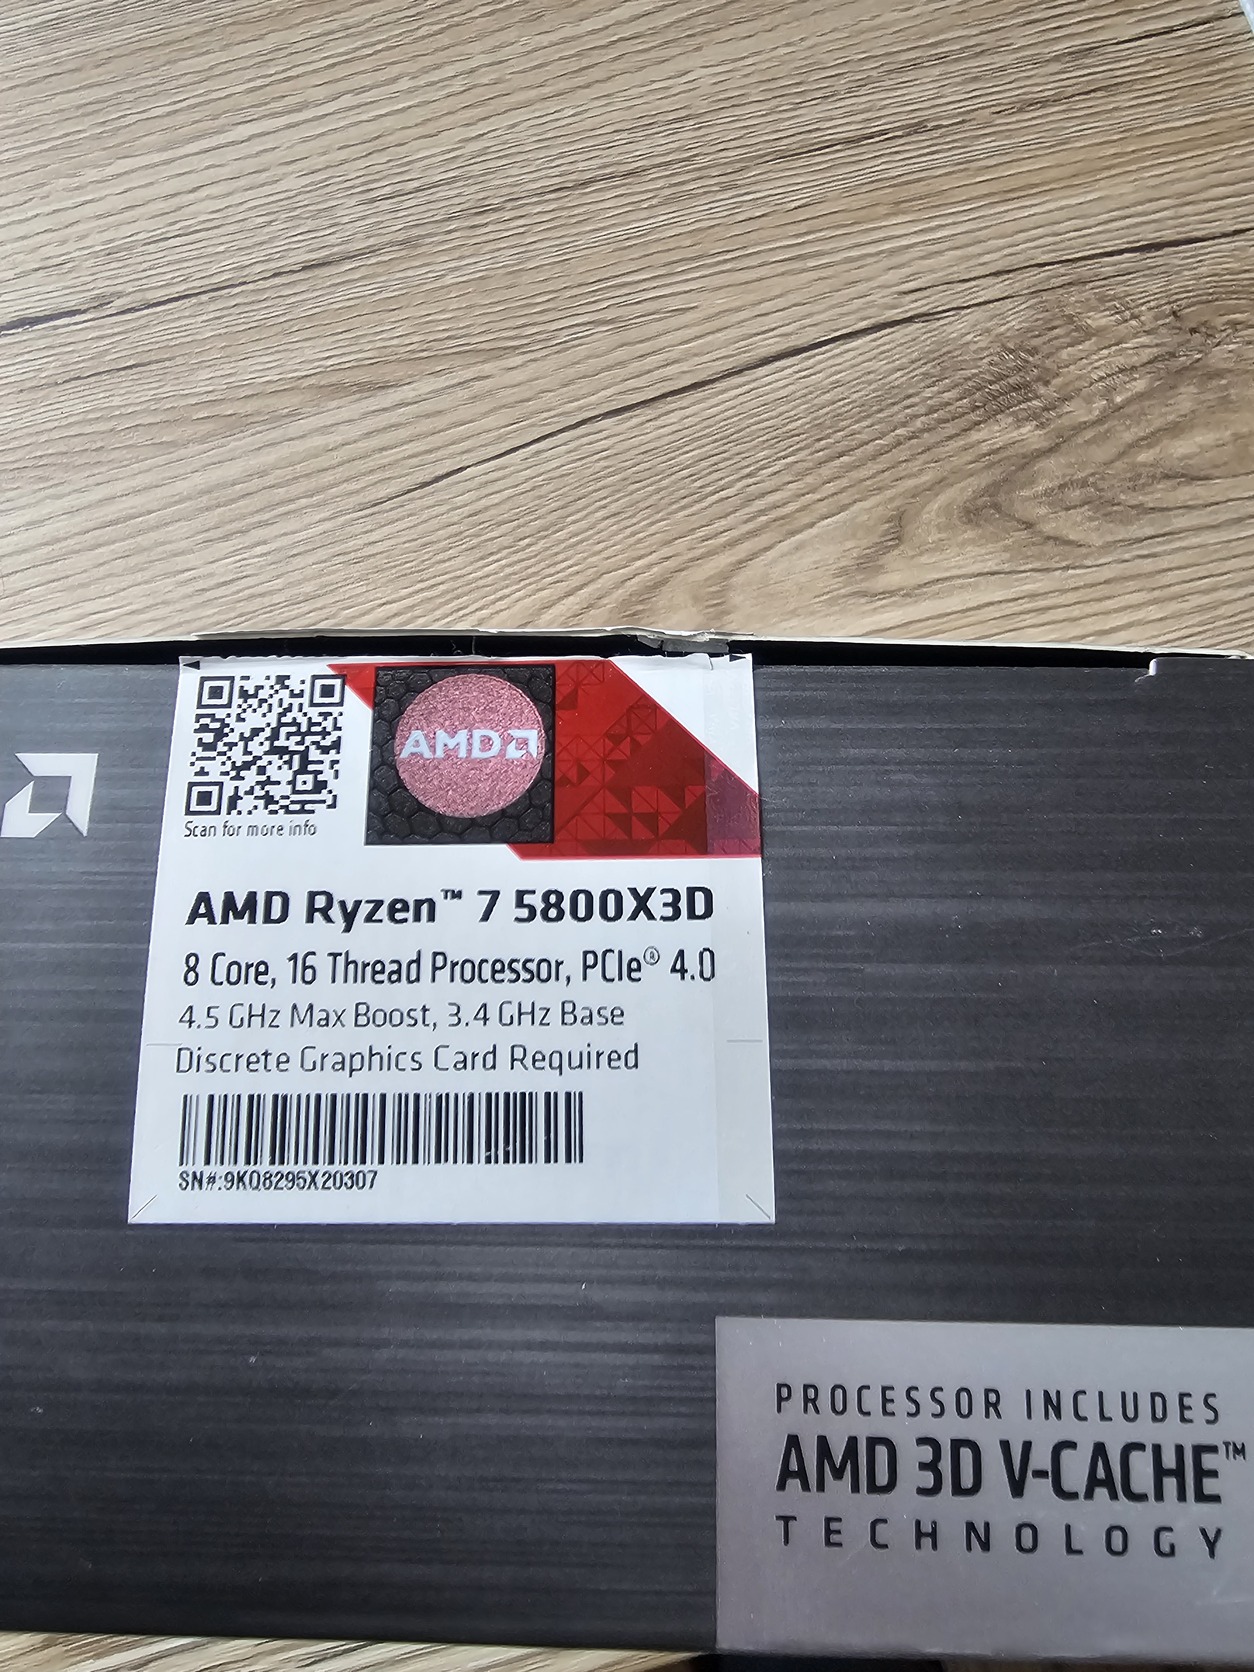 AMD
Scan for more info
AMD Ryzen™ 7 5800X3D
8 Core, 16 Thread Processor, PCIe® 4.0
4.5 GHz Max Boost, 3.4 GHz Base
Discrete Graphics Card Required
SN#:9KQ8295X20307
PROCESSOR INCLUDES
AMD 3D V-CACHE™
TECHNOLOGY